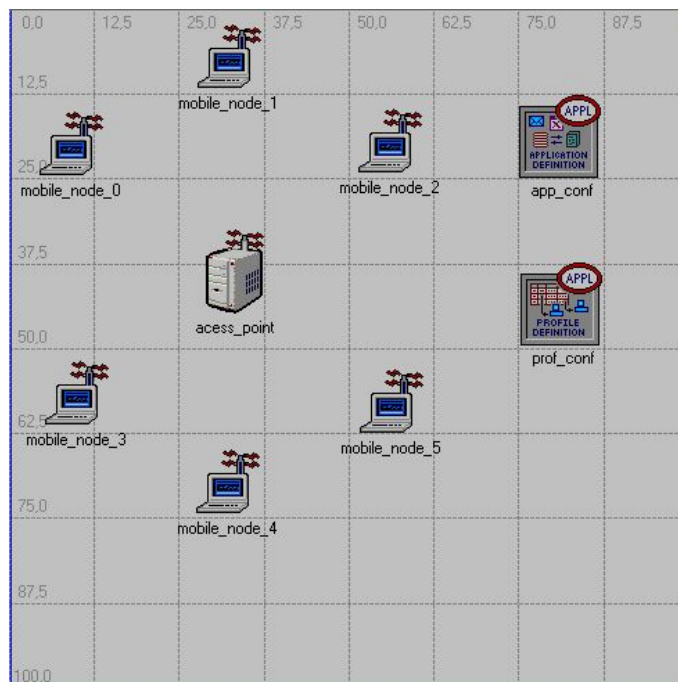 0,0 12,5 25,0 37,5 50,0 62,5 75,0 87,5
mobile_node_1
12,5
APPL
APPLICATION
DEFINITION
25,0
mobile_node_0
mobile_node_2
app_conf
37,5
APPL
acess_point
PROFILE
DEFINITION
50,0
prof_conf
62,5
mobile_node_3
mobile_node_5
75,0
mobile_node_4
87,5
100,0